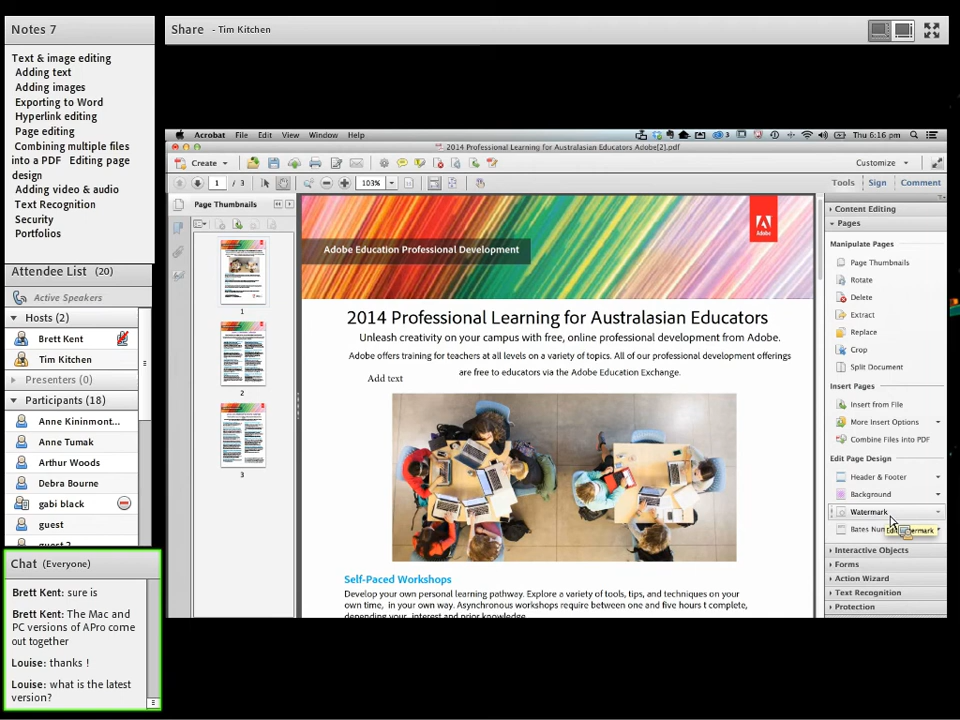 Notes 7
Text & image editing
Adding text
Adding images
Exporting to Word
Hyperlink editing
Page editing
Combining multiple files
into a PDF   Editing page
design
Adding video & audio
Text Recognition
Security
Portfolios
Attendee List (20)
Active Speakers
Hosts (2)
Brett Kent
Tim Kitchen
Presenters (0)
Participants (18)
Anne Kininmont...
Anne Tumak
Arthur Woods
Debra Bourne
gabi black
guest
guest 2
Chat (Everyone)
Brett Kent: sure is
Brett Kent: The Mac and
PC versions of APro come
out together
Louise: thanks !
Louise: what is the latest
version?
Share - Tim Kitchen
Acrobat File Edit View Window Help
3 Thu 6:16 pm
2014 Professional Learning for Australasian Educators Adobe[2].pdf
Create
Customize
1 / 3
103%
Tools Sign Comment
Page Thumbnails
1
2
3
Adobe Education Professional Development
Adobe
2014 Professional Learning for Australasian Educators
Unleash creativity on your campus with free, online professional development from Adobe.
Adobe offers training for teachers at all levels on a variety of topics. All of our professional development offerings
are free to educators via the Adobe Education Exchange.
Add text
Self-Paced Workshops
Develop your own personal learning pathway. Explore a variety of tools, tips, and techniques on your
own time, in your own way. Asynchronous workshops require between one and five hours t complete,
depending your interest and prior knowledge.
Content Editing
Pages
Manipulate Pages
Page Thumbnails
Rotate
Delete
Extract
Replace
Crop
Split Document
Insert Pages
Insert from File
More Insert Options
Combine Files into PDF
Edit Page Design
Header & Footer
Background
Watermark
Bates Num
Interactive Objects
Forms
Action Wizard
Text Recognition
Protection